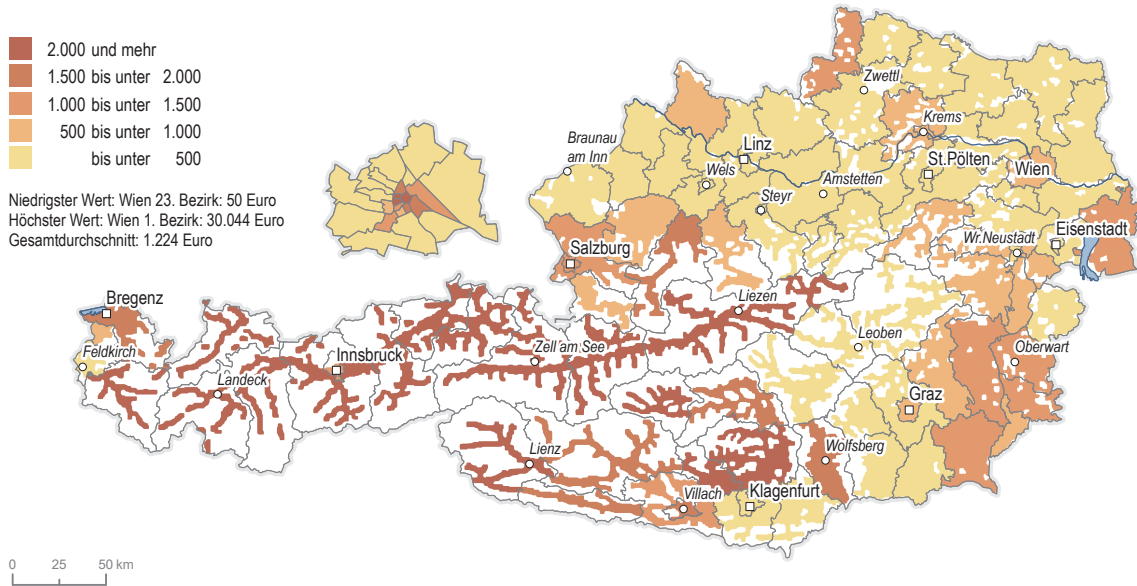 2.000 und mehr
1.500 bis unter 2.000
1.000 bis unter 1.500
500 bis unter 1.000
bis unter 500
Niedrigster Wert: Wien 23. Bezirk: 50 Euro
Höchster Wert: Wien 1. Bezirk: 30.044 Euro
Gesamtdurchschnitt: 1.224 Euro
Zwettl
Krems
Braunau
am Inn
Linz
Wels
St.Pölten
Wien
Amstetten
Steyr
Eisenstadt
Wr.Neustadt
Salzburg
Bregenz
Liezen
Leoben
Feldkirch
Innsbruck
Zell am See
Oberwart
Landeck
Graz
Lienz
Wolfsberg
Villach
Klagenfurt
0 25 50 km